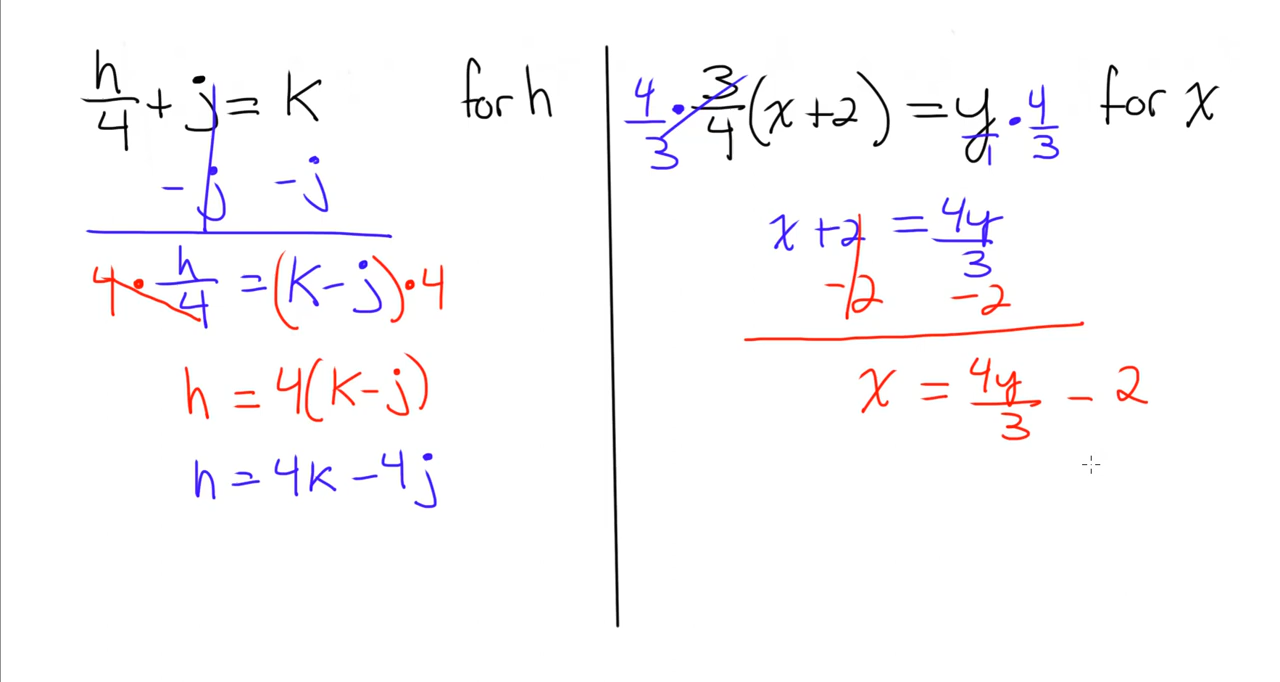 h/4 + j = K for h
- j - j
4 · h/4 = (K - j) · 4
h = 4(K - j)
h = 4K - 4j
4/3 · 3/4 (x + 2) = y/1 · 4/3 for x
x + 2 = 4y/3
- 2 - 2
x = 4y/3 - 2